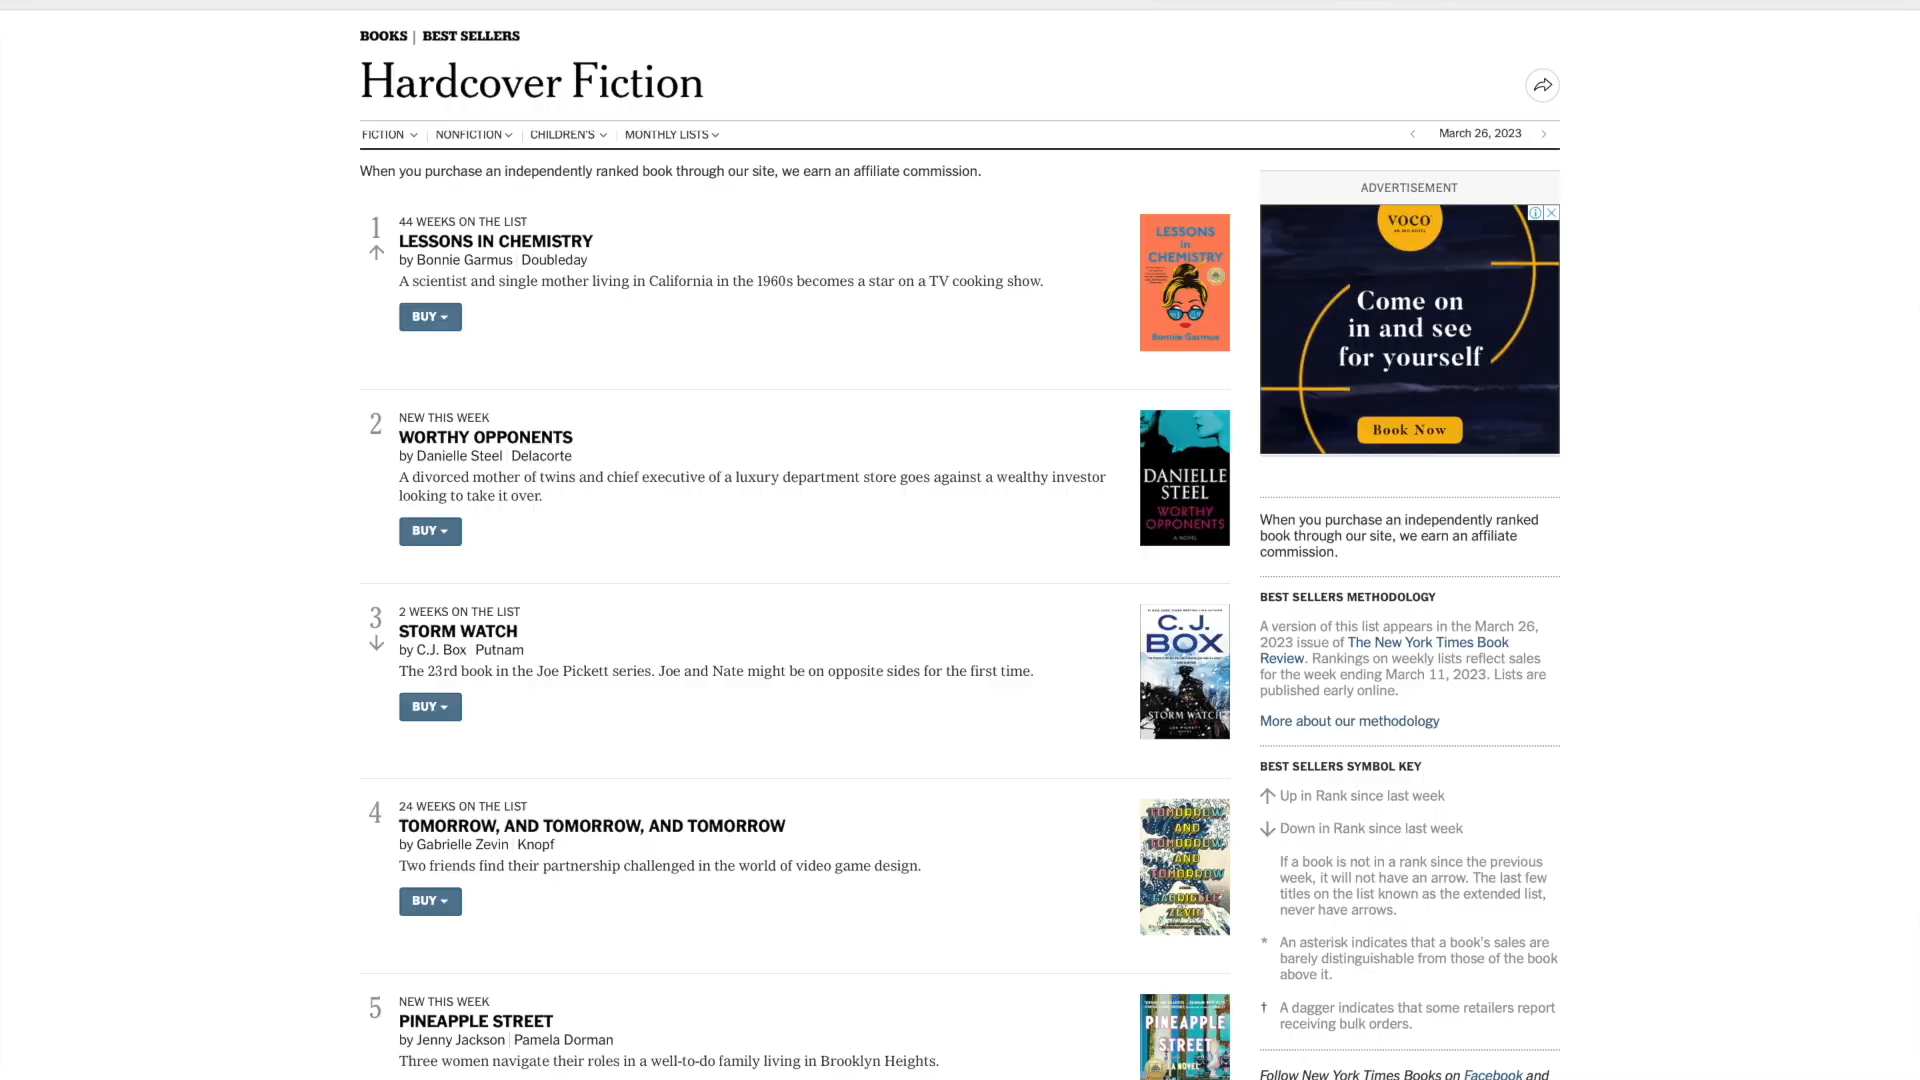 BOOKS | BEST SELLERS
Hardcover Fiction
FICTION
NONFICTION
CHILDREN'S
MONTHLY LISTS
March 26, 2023
When you purchase an independently ranked book through our site, we earn an affiliate commission.
1
44 WEEKS ON THE LIST
LESSONS IN CHEMISTRY
by Bonnie Garmus Doubleday
A scientist and single mother living in California in the 1960s becomes a star on a TV cooking show.
BUY
LESSONS
in
CHEMISTRY
Bonnie Garmus
2
NEW THIS WEEK
WORTHY OPPONENTS
by Danielle Steel Delacorte
A divorced mother of twins and chief executive of a luxury department store goes against a wealthy investor
looking to take it over.
BUY
DANIELLE
STEEL
WORTHY
OPPONENTS
A NOVEL
3
2 WEEKS ON THE LIST
STORM WATCH
by C.J. Box Putnam
The 23rd book in the Joe Pickett series. Joe and Nate might be on opposite sides for the first time.
BUY
C.J.
BOX
STORM WATCH
4
24 WEEKS ON THE LIST
TOMORROW, AND TOMORROW, AND TOMORROW
by Gabrielle Zevin Knopf
Two friends find their partnership challenged in the world of video game design.
BUY
TOMORROW,
AND
TOMORROW,
AND
TOMORROW
GABRIELLE
ZEVIN
5
NEW THIS WEEK
PINEAPPLE STREET
by Jenny Jackson Pamela Dorman
Three women navigate their roles in a well-to-do family living in Brooklyn Heights.
PINEAPPLE
STREET
A NOVEL
ADVERTISEMENT
VOCO
Come on
in and see
for yourself
Book Now
When you purchase an independently ranked
book through our site, we earn an affiliate
commission.
BEST SELLERS METHODOLOGY
A version of this list appears in the March 26,
2023 issue of The New York Times Book
Review. Rankings on weekly lists reflect sales
for the week ending March 11, 2023. Lists are
published early online.
More about our methodology
BEST SELLERS SYMBOL KEY
Up in Rank since last week
Down in Rank since last week
If a book is not in a rank since the previous
week, it will not have an arrow. The last few
titles on the list known as the extended list,
never have arrows.
* An asterisk indicates that a book's sales are
barely distinguishable from those of the book
above it.
† A dagger indicates that some retailers report
receiving bulk orders.
Follow New York Times Books on Facebook and